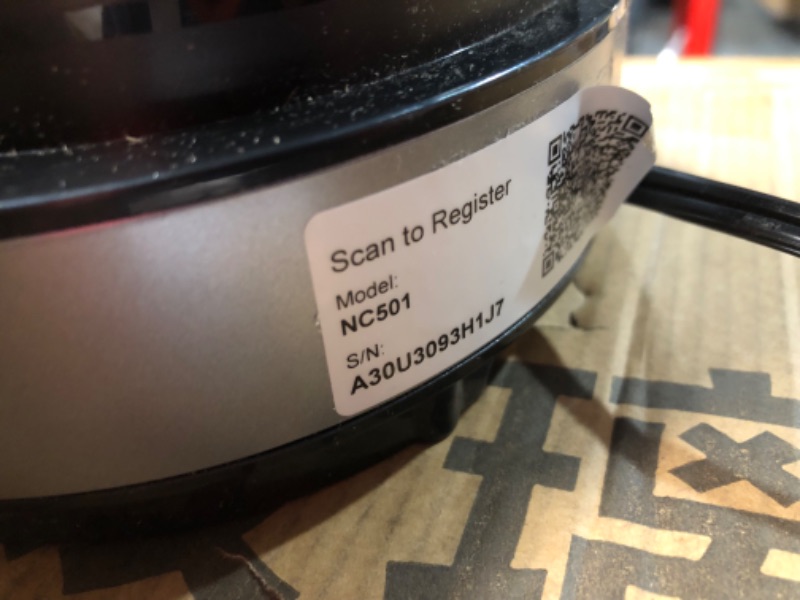 Scan to Register
Model:
NC501
S/N:
A30U3093H1J7